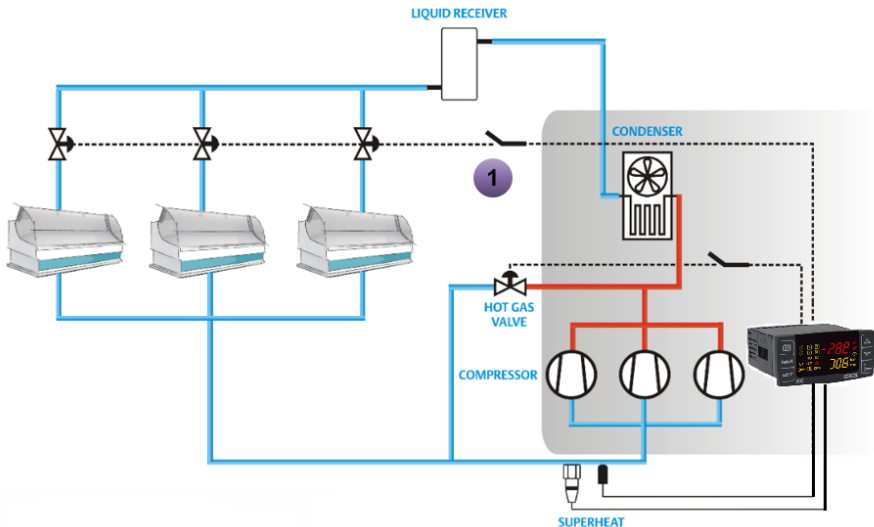 LIQUID RECEIVER
CONDENSER
1
HOT GAS
VALVE
COMPRESSOR
SUPERHEAT